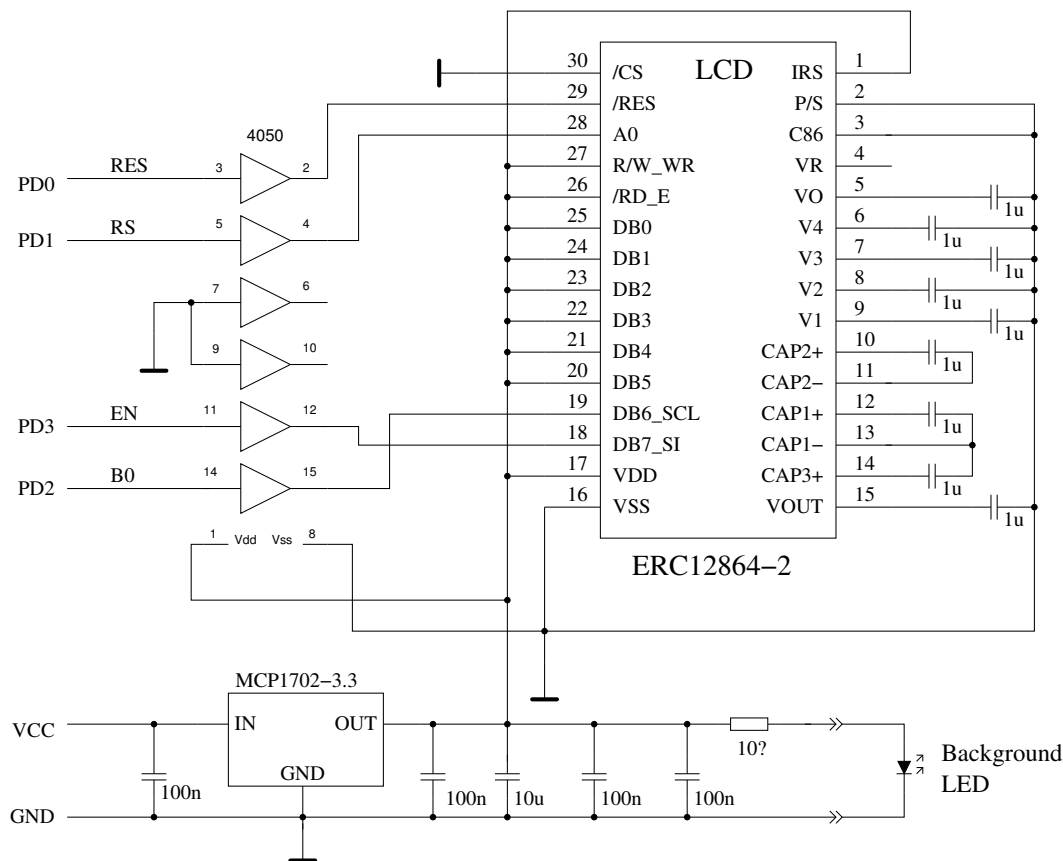 LCD
30 /CS IRS 1
29 /RES P/S 2
28 A0 C86 3
27 R/W_WR VR 4
26 /RD_E VO 5
25 DB0 V4 6
24 DB1 V3 7
23 DB2 V2 8
22 DB3 V1 9
21 DB4 CAP2+ 10
20 DB5 CAP2− 11
19 DB6_SCL CAP1+ 12
18 DB7_SI CAP1− 13
17 VDD CAP3+ 14
16 VSS VOUT 15
1u
1u
1u
1u
1u
1u
1u
1u
1u
ERC12864−2
4050
PD0 RES 3 2
PD1 RS 5 4
7 6
9 10
PD3 EN 11 12
PD2 B0 14 15
1 Vdd Vss 8
MCP1702−3.3
VCC IN OUT
GND
10?
100n 100n 10u 100n 100n
GND
Background
LED